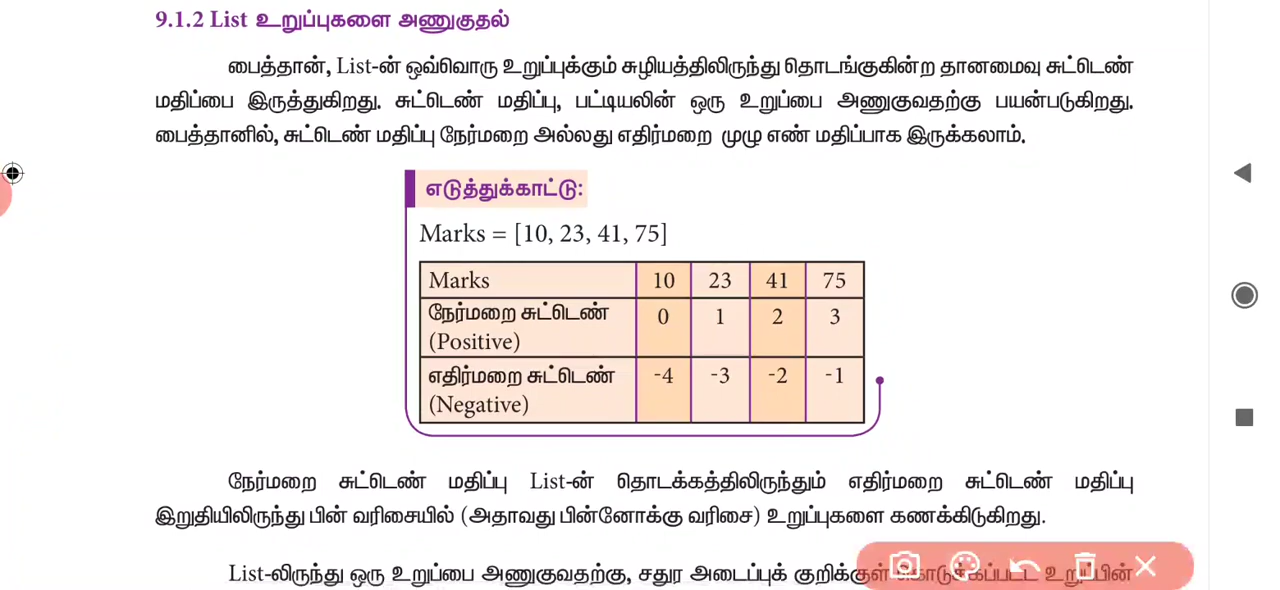 9.1.2 List உறுப்புகளை அணுகுதல்
பைத்தான், List-ன் ஒவ்வொரு உறுப்புக்கும் சுழியத்திலிருந்து தொடங்குகின்ற தானமைவு சுட்டெண்
மதிப்பை இருத்துகிறது. சுட்டெண் மதிப்பு, பட்டியலின் ஒரு உறுப்பை அணுகுவதற்கு பயன்படுகிறது.
பைத்தானில், சுட்டெண் மதிப்பு நேர்மறை அல்லது எதிர்மறை முழு எண் மதிப்பாக இருக்கலாம்.
எடுத்துக்காட்டு:
Marks = [10, 23, 41, 75]
Marks 10 23 41 75
நேர்மறை சுட்டெண் (Positive) 0 1 2 3
எதிர்மறை சுட்டெண் (Negative) -4 -3 -2 -1
நேர்மறை சுட்டெண் மதிப்பு List-ன் தொடக்கத்திலிருந்தும் எதிர்மறை சுட்டெண் மதிப்பு
இறுதியிலிருந்து பின் வரிசையில் (அதாவது பின்னோக்கு வரிசை) உறுப்புகளை கணக்கிடுகிறது.
List-லிருந்து ஒரு உறுப்பை அணுகுவதற்கு, சதுர அடைப்புக் குறிக்குள் கொடுக்கப்பட்ட உறுப்பின்